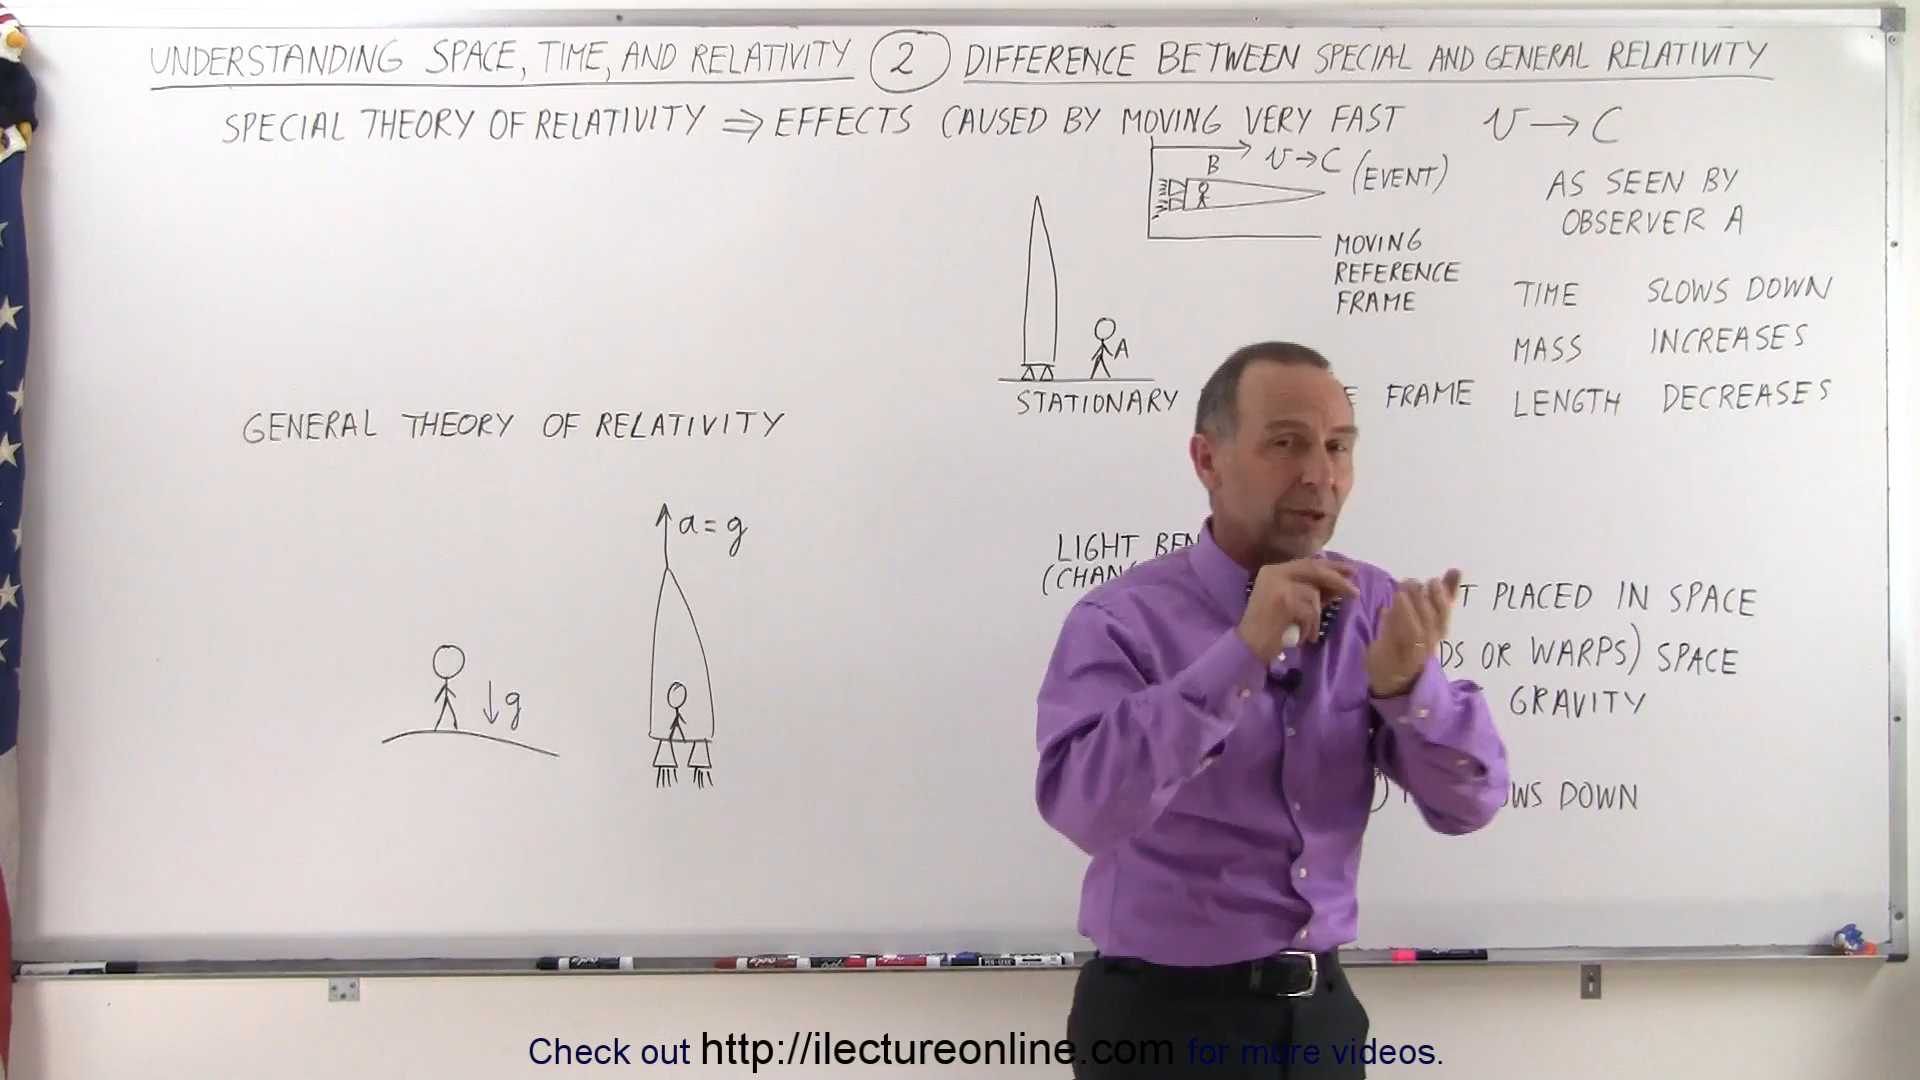 UNDERSTANDING SPACE, TIME, AND RELATIVITY 2 DIFFERENCE BETWEEN SPECIAL AND GENERAL RELATIVITY
SPECIAL THEORY OF RELATIVITY ⇒ EFFECTS CAUSED BY MOVING VERY FAST v → C
B v → C (EVENT)
AS SEEN BY
OBSERVER A
MOVING
REFERENCE
FRAME
A
TIME SLOWS DOWN
MASS INCREASES
STATIONARY FRAME
LENGTH DECREASES
GENERAL THEORY OF RELATIVITY
a = g
g
LIGHT
PLACED IN SPACE
OR WARPS) SPACE
GRAVITY
DOWN
Check out http://ilectureonline.com for more videos.